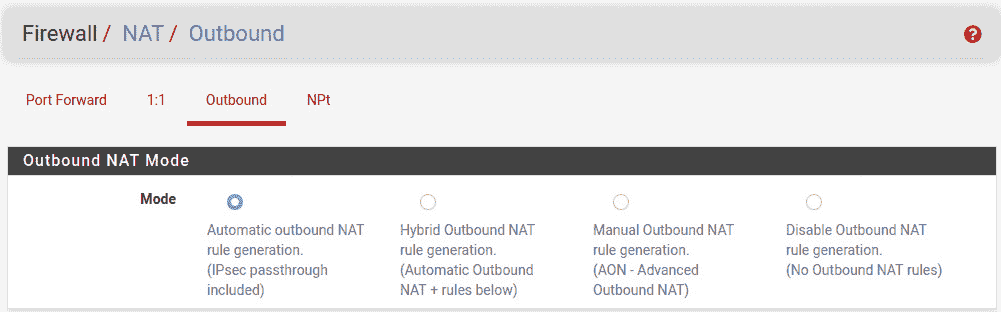 Firewall / NAT / Outbound
?
Port Forward 1:1 Outbound NPt
Outbound NAT Mode
Mode
Automatic outbound NAT
rule generation.
(IPsec passthrough
included)
Hybrid Outbound NAT
rule generation.
(Automatic Outbound
NAT + rules below)
Manual Outbound NAT
rule generation.
(AON - Advanced
Outbound NAT)
Disable Outbound NAT
rule generation.
(No Outbound NAT rules)